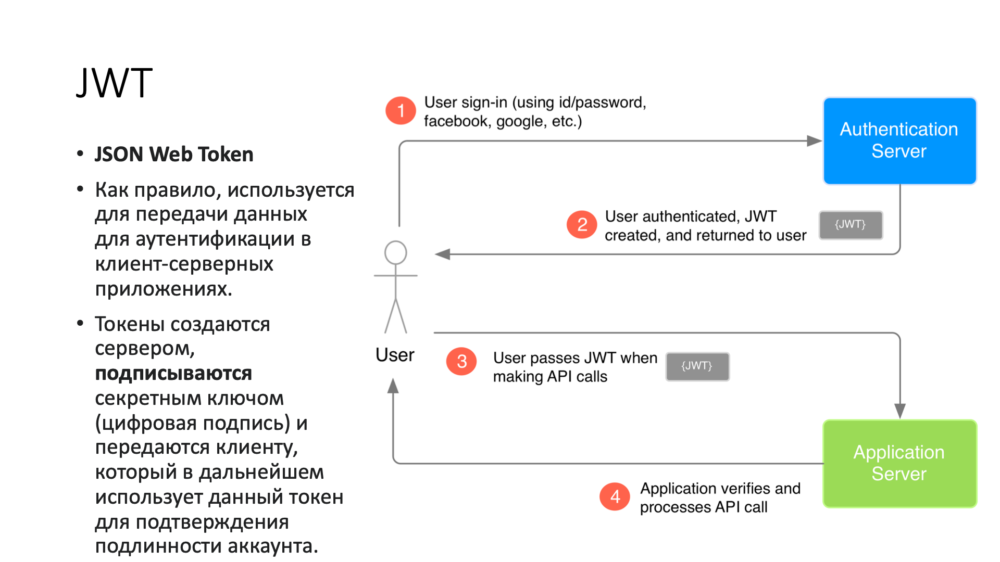 JWT
• JSON Web Token
• Как правило, используется
для передачи данных
для аутентификации в
клиент-серверных
приложениях.
• Токены создаются
сервером,
подписываются
секретным ключом
(цифровая подпись) и
передаются клиенту,
который в дальнейшем
использует данный токен
для подтверждения
подлинности аккаунта.
1
User sign-in (using id/password,
facebook, google, etc.)
Authentication
Server
2
User authenticated, JWT
created, and returned to user
{JWT}
User
3
User passes JWT when
making API calls
{JWT}
Application
Server
4
Application verifies and
processes API call